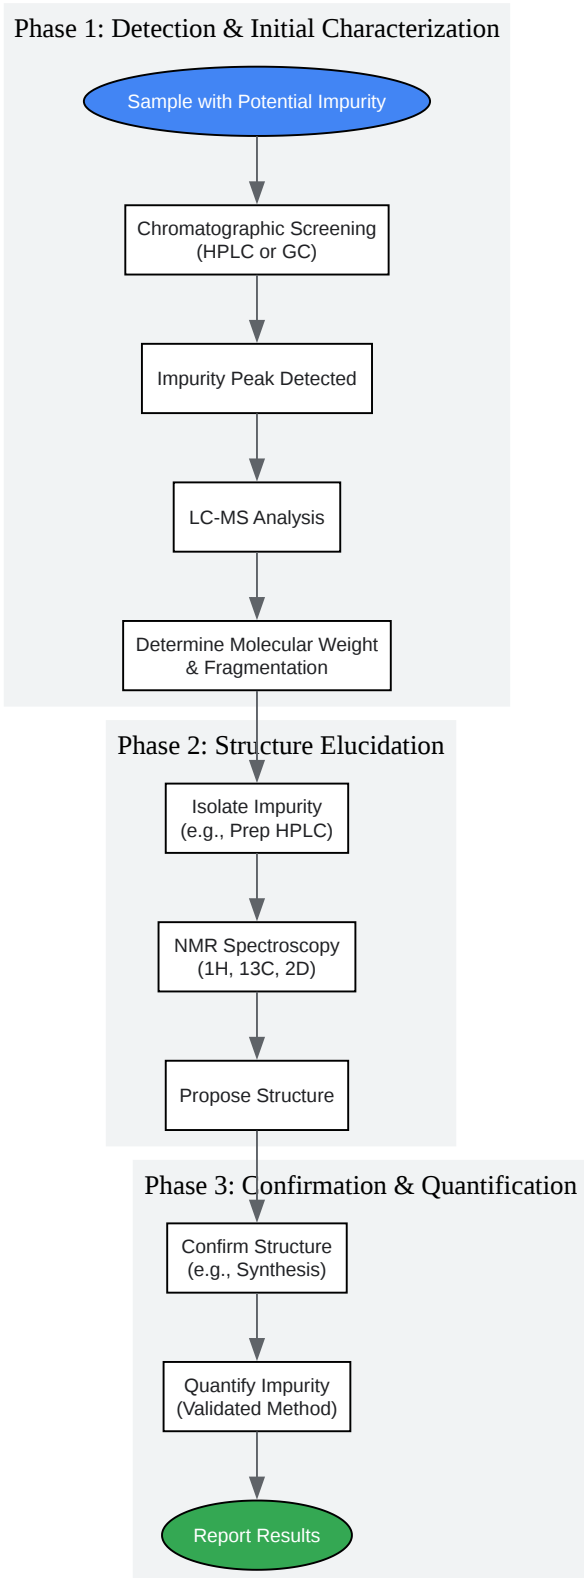 Phase 1: Detection & Initial Characterization
Sample with Potential Impurity
Chromatographic Screening
(HPLC or GC)
Impurity Peak Detected
LC-MS Analysis
Determine Molecular Weight
& Fragmentation
Phase 2: Structure Elucidation
Isolate Impurity
(e.g., Prep HPLC)
NMR Spectroscopy
(1H, 13C, 2D)
Propose Structure
Phase 3: Confirmation & Quantification
Confirm Structure
(e.g., Synthesis)
Quantify Impurity
(Validated Method)
Report Results